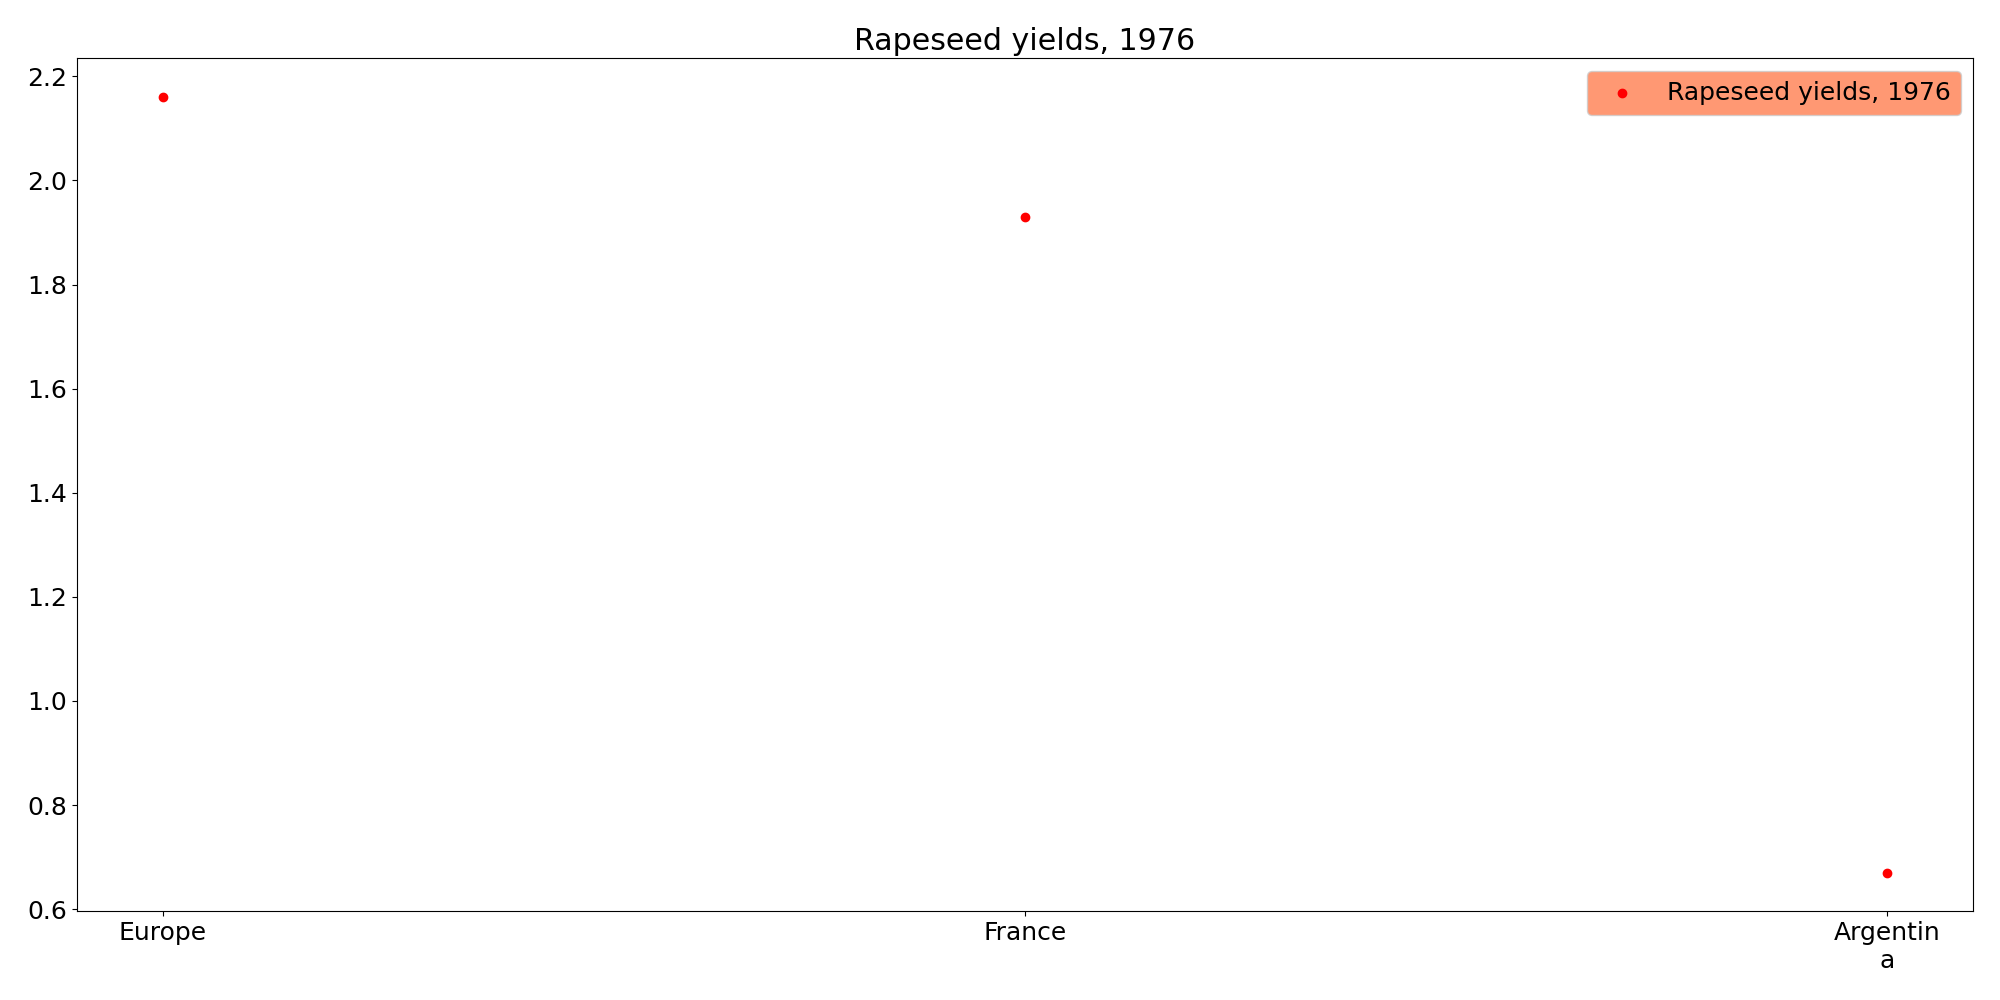 Rapeseed yields, 1976
Rapeseed yields, 1976
2.2
2.0
1.8
1.6
1.4
1.2
1.0
0.8
0.6
Europe
France
Argentin
a